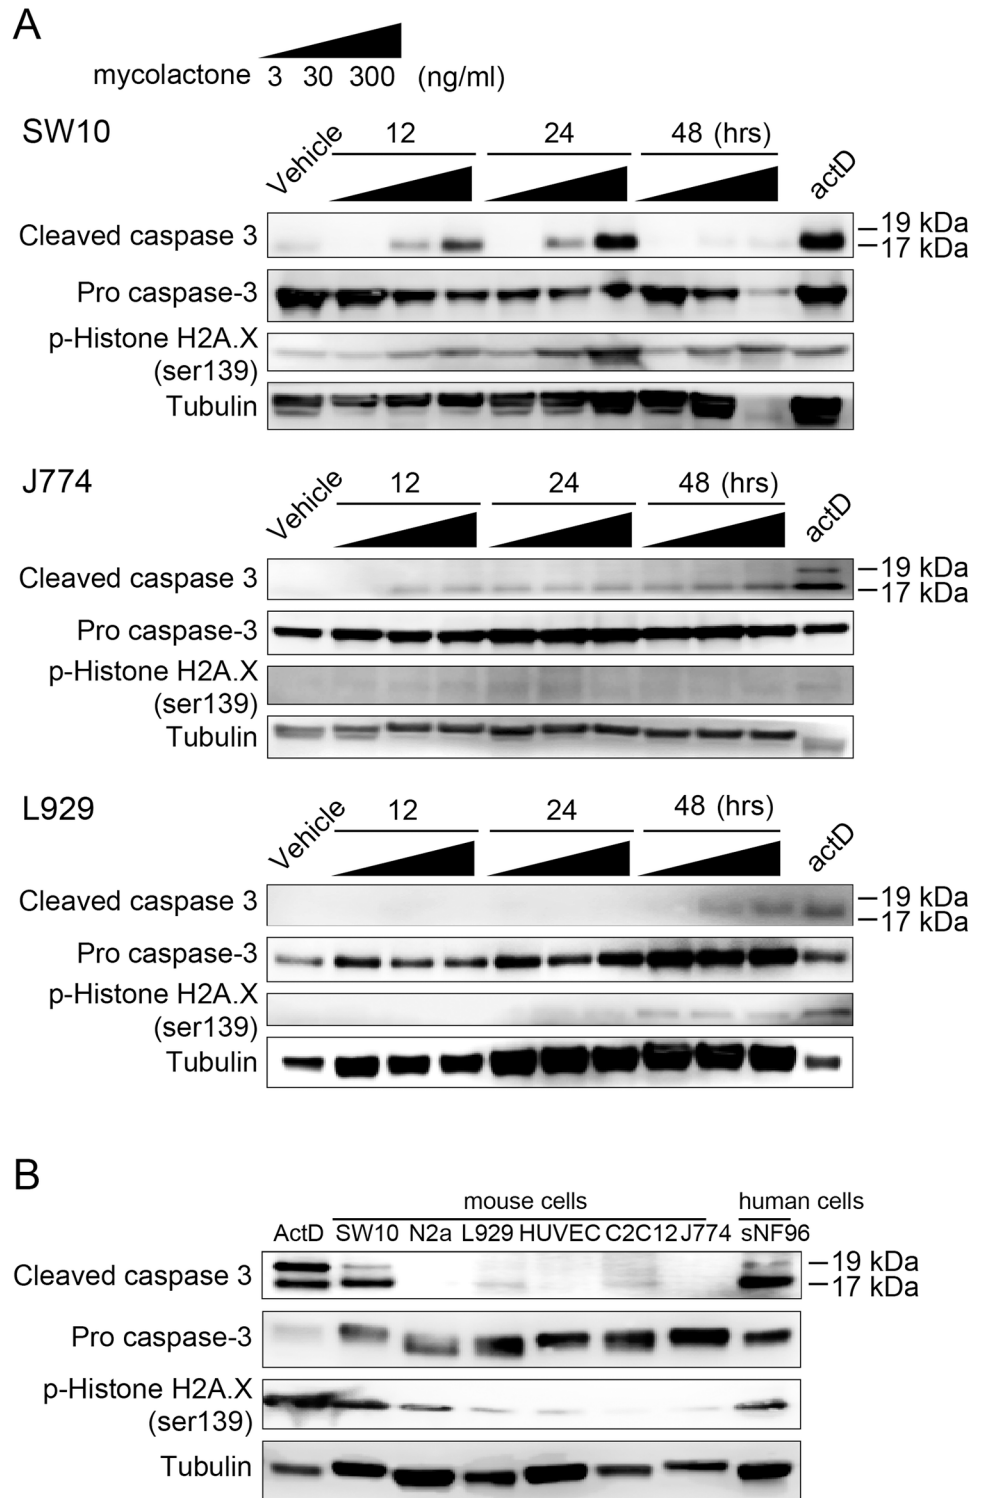 A
mycolactone 3 30 300 (ng/ml)
SW10
Vehicle 12 24 48 (hrs) actD
Cleaved caspase 3
19 kDa
17 kDa
Pro caspase-3
p-Histone H2A.X
(ser139)
Tubulin
J774
Vehicle 12 24 48 (hrs) actD
Cleaved caspase 3
19 kDa
17 kDa
Pro caspase-3
p-Histone H2A.X
(ser139)
Tubulin
L929
Vehicle 12 24 48 (hrs) actD
Cleaved caspase 3
19 kDa
17 kDa
Pro caspase-3
p-Histone H2A.X
(ser139)
Tubulin
B
mouse cells human cells
ActD SW10 N2a L929 HUVEC C2C12 J774 sNF96
Cleaved caspase 3
19 kDa
17 kDa
Pro caspase-3
p-Histone H2A.X
(ser139)
Tubulin